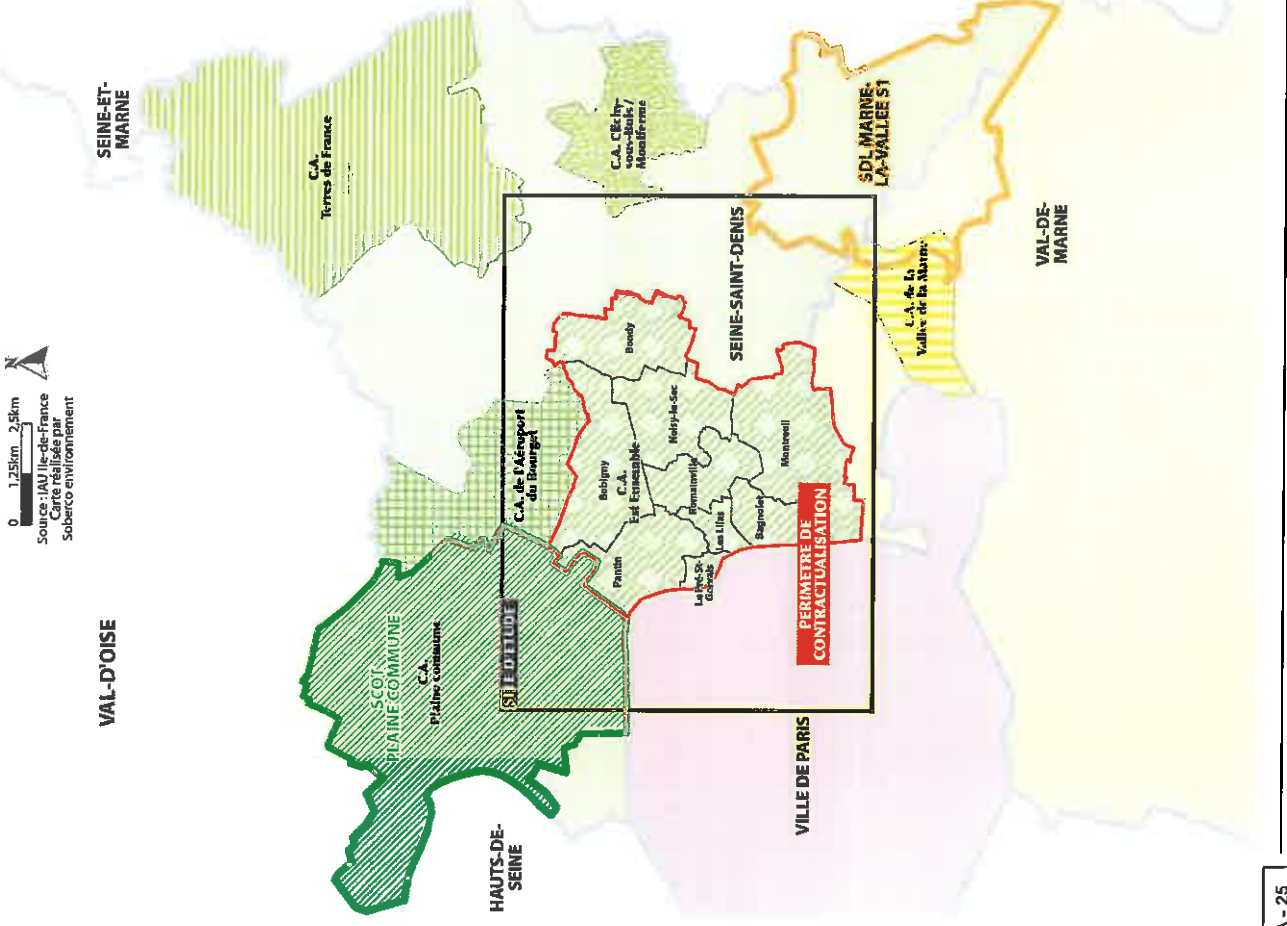 N
0 1,25km 2,5km
Source : IAU Ile-de-France
Carte réalisée par
Soberco environnement
VAL-D'OISE
SEINE-ET-
MARNE
C.A.
Terres de France
SCOT
PLAINE COMMUNE
C.A.
Plaine commune
C.A. de l'Aéroport
du Bourget
C.A. Clichy-
sous-Bois /
Montfermeil
HAUTS-DE-
SEINE
D'ETUDE
Bobigny
C.A.
Est Ensemble
Bondy
Pantin
Noisy-le-Sec
Romainville
Le Pré-St-
Gervais
Les Lilas
Bagnolet
Montreuil
SEINE-SAINT-DENIS
SDL MARNE-
LA-VALLEE S1
PERIMETRE DE
CONTRACTUALISATION
VILLE DE PARIS
C.A. de la
Vallée de la Marne
VAL-DE-
MARNE
A - 25